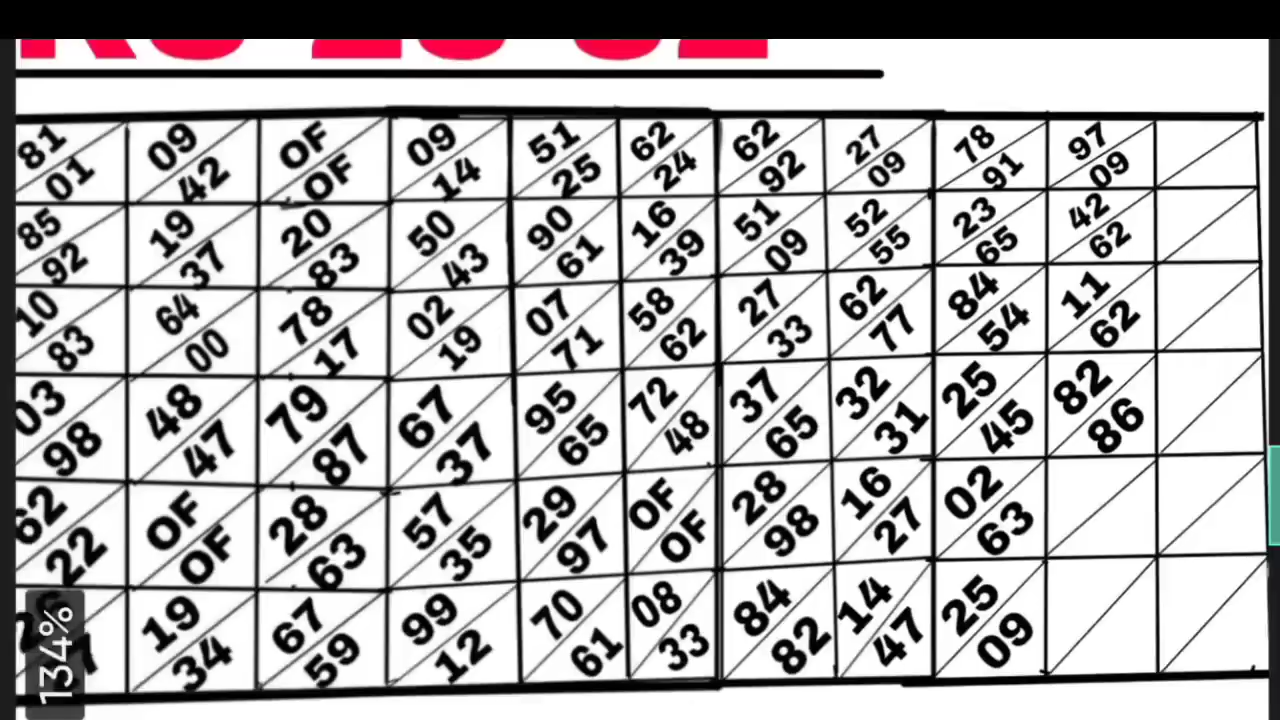 81 09 OF 09 51 62 62 27 78 97
01 42 OF 14 25 24 92 09 91 09
85 19 20 50 90 16 51 52 23 42
92 37 83 43 61 39 09 55 65 62
10 64 78 02 07 58 27 62 84 11
83 00 17 19 71 62 33 77 54 62
03 48 79 67 95 72 37 32 25 82
98 47 87 37 65 48 65 31 45 86
62 OF 28 57 29 OF 28 16 02
22 OF 63 35 97 OF 98 27 63
19 67 99 70 08 84 14 25
34 59 12 61 33 82 47 09
134%